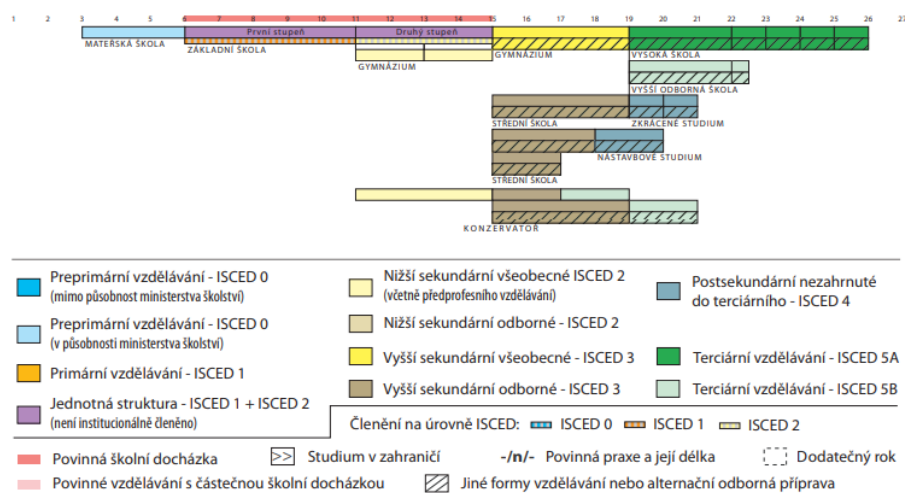 1 2 3 4 5 6 7 8 9 10 11 12 13 14 15 16 17 18 19 20 21 22 23 24 25 26 27
První stupeň Druhý stupeň
MATEŘSKÁ ŠKOLA ZÁKLADNÍ ŠKOLA GYMNÁZIUM VYSOKÁ ŠKOLA
GYMNÁZIUM
VYŠŠÍ ODBORNÁ ŠKOLA
STŘEDNÍ ŠKOLA ZKRÁCENÉ STUDIUM
NÁSTAVBOVÉ STUDIUM
STŘEDNÍ ŠKOLA
KONZERVATOŘ
Preprimární vzdělávání - ISCED 0
(mimo působnost ministerstva školství)
Preprimární vzdělávání - ISCED 0
(v působnosti ministerstva školství)
Primární vzdělávání - ISCED 1
Jednotná struktura - ISCED 1 + ISCED 2
(není institucionálně členěno)
Nižší sekundární všeobecné ISCED 2
(včetně předprofesního vzdělávání)
Nižší sekundární odborné - ISCED 2
Vyšší sekundární všeobecné - ISCED 3
Vyšší sekundární odborné - ISCED 3
Postsekundární nezahrnuté
do terciárního - ISCED 4
Terciární vzdělávání - ISCED 5A
Terciární vzdělávání - ISCED 5B
Členění na úrovně ISCED: ISCED 0 ISCED 1 ISCED 2
Povinná školní docházka >> Studium v zahraničí -/n/- Povinná praxe a její délka Dodatečný rok
Povinné vzdělávání s částečnou školní docházkou Jiné formy vzdělávání nebo alternační odborná příprava